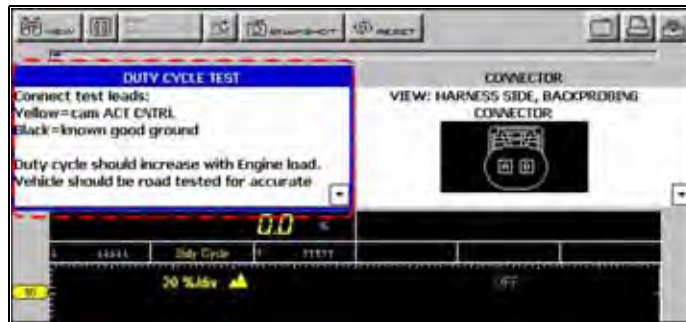 VIEW SNAPSHOT RESET
DUTY CYCLE TEST
Connect test leads:
Yellow=cam ACT CNTRL
Black=known good ground
Duty cycle should increase with Engine load.
Vehicle should be road tested for accurate
CONNECTOR
VIEW: HARNESS SIDE, BACKPROBING
CONNECTOR
A B
0.0 %
Duty Cycle
20 %/div
OFF